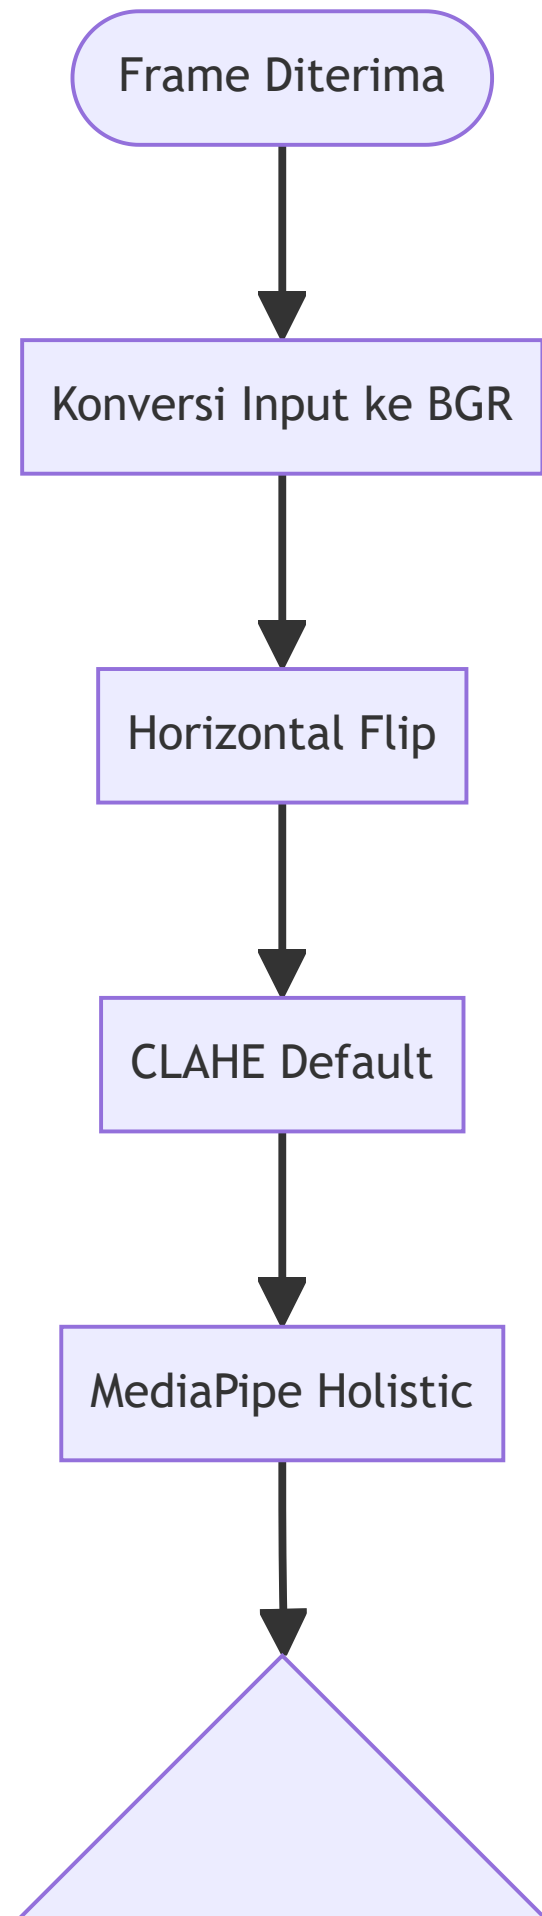 Frame Diterima
Konversi Input ke BGR
Horizontal Flip
CLAHE Default
MediaPipe Holistic